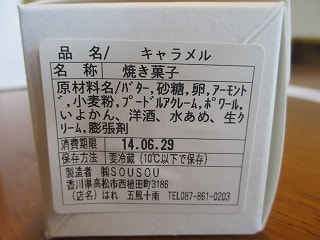 品 名/ キャラメル
名 称 焼き菓子
原材料名/バター,砂糖,卵,アーモンド,小麦粉,プードルアクレーム,ポワール,いよかん、洋酒、水あめ、生クリーム,膨張剤
消費期限 14.06.29
保存方法 要冷蔵(10℃以下で保存)
製造者 ㈱SOUSOU
香川県高松市西植田町3186
(店名) はれ 五風十雨 TEL087-861-0203